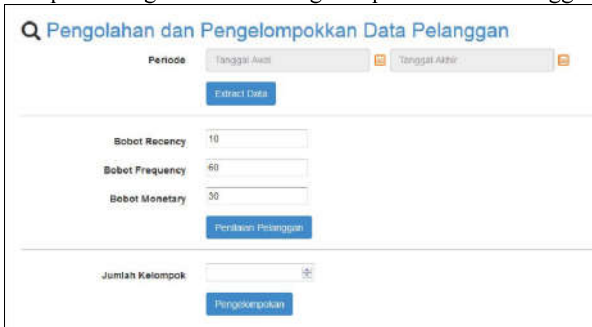 Pengolahan dan Pengelompokkan Data Pelanggan
Periode Tanggal Awal Tanggal Akhir
Extract Data
Bobot Recency 10
Bobot Frequency 60
Bobot Monetary 30
Penilaian Pelanggan
Jumlah Kelompok
Pengelompokan